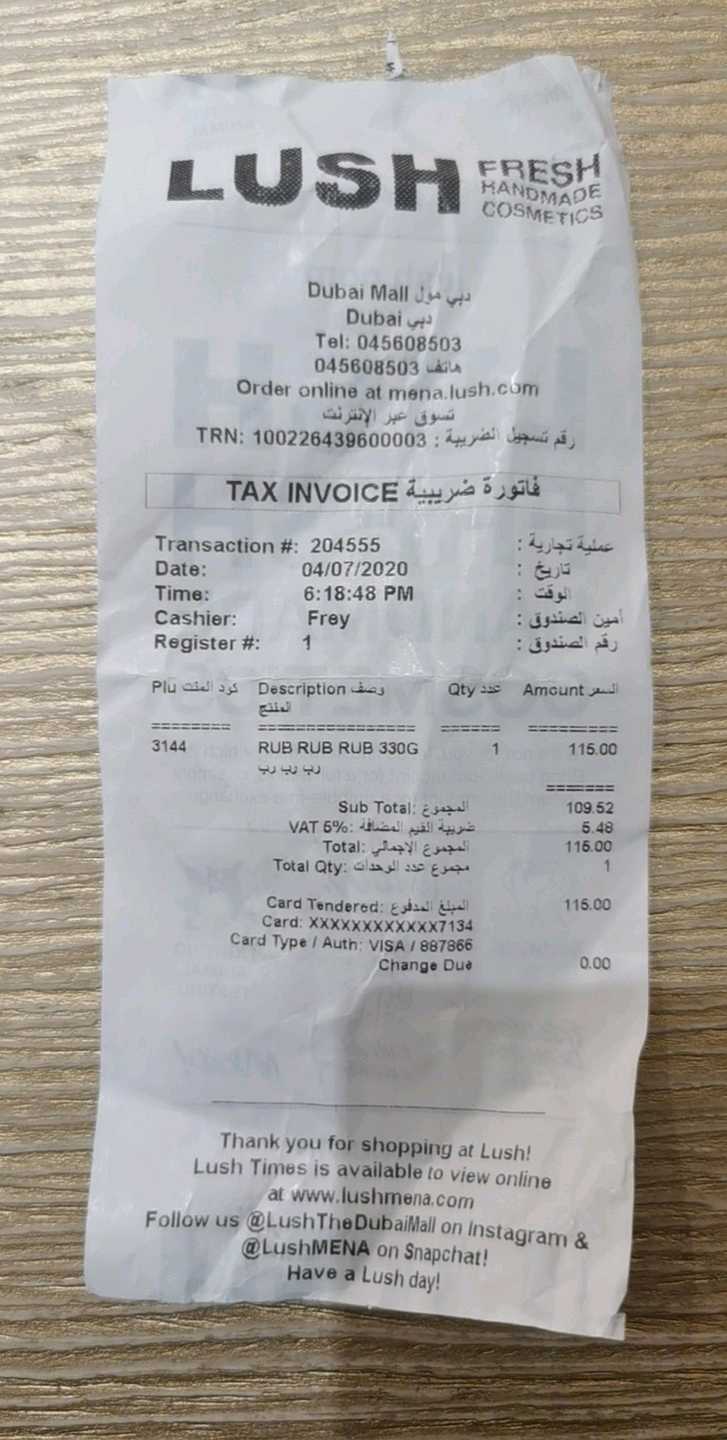 LUSH FRESH HANDMADE COSMETICS
Dubai Mall دبي مول
Dubai دبي
Tel: 045608503
045608503 هاتف
Order online at mena.lush.com
تسوق عبر الإنترنت
TRN: 100226439600003 : رقم تسجيل الضريبة
TAX INVOICE فاتورة ضريبية
Transaction #: 204555 : عملية تجارية
Date: 04/07/2020 : تاريخ
Time: 6:18:48 PM : الوقت
Cashier: Frey : أمين الصندوق
Register #: 1 : رقم الصندوق
Plu كود المنت Description وصف Qty عدد Amount السعر
المنتج
======== ================ ====== =========
3144 RUB RUB RUB 330G 1 115.00
رب رب رب
=======
Sub Total: المجموع 109.52
VAT 5%: ضريبة القيم المضافة 5.48
Total: المجموع الإجمالي 115.00
Total Qty: مجموع عدد الوحدات 1
Card Tendered: المبلغ المدفوع 115.00
Card: XXXXXXXXXXXX7134
Card Type / Auth: VISA / 887866
Change Due 0.00
Thank you for shopping at Lush!
Lush Times is available to view online
at www.lushmena.com
Follow us @LushTheDubaiMall on Instagram &
@LushMENA on Snapchat!
Have a Lush day!